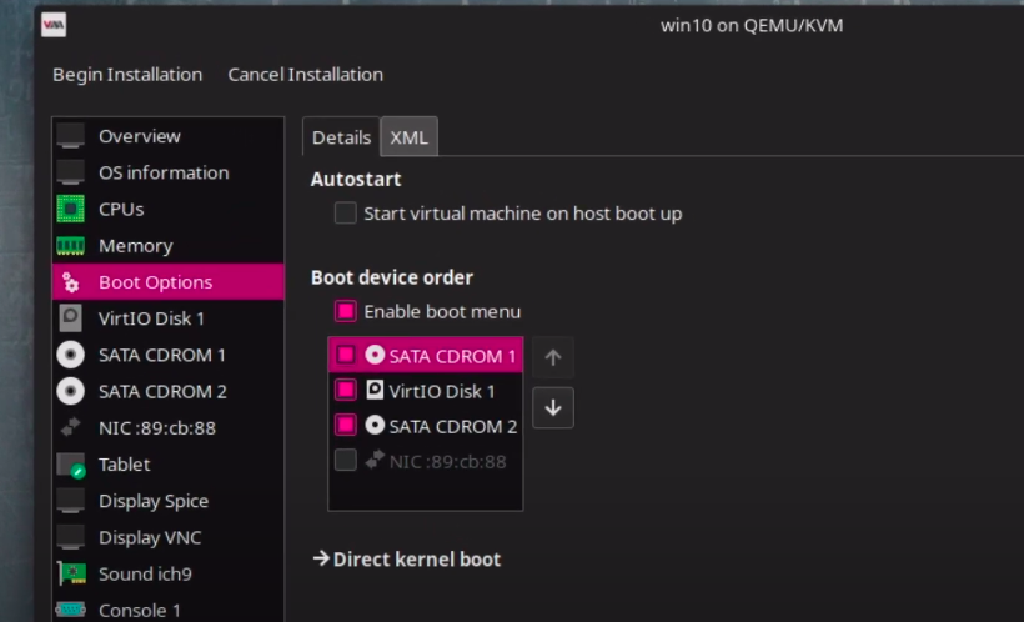 win10 on QEMU/KVM
Begin Installation Cancel Installation
Overview
OS information
CPUs
Memory
Boot Options
VirtIO Disk 1
SATA CDROM 1
SATA CDROM 2
NIC :89:cb:88
Tablet
Display Spice
Display VNC
Sound ich9
Console 1
Details XML
Autostart
Start virtual machine on host boot up
Boot device order
Enable boot menu
SATA CDROM 1
VirtIO Disk 1
SATA CDROM 2
NIC :89:cb:88
Direct kernel boot